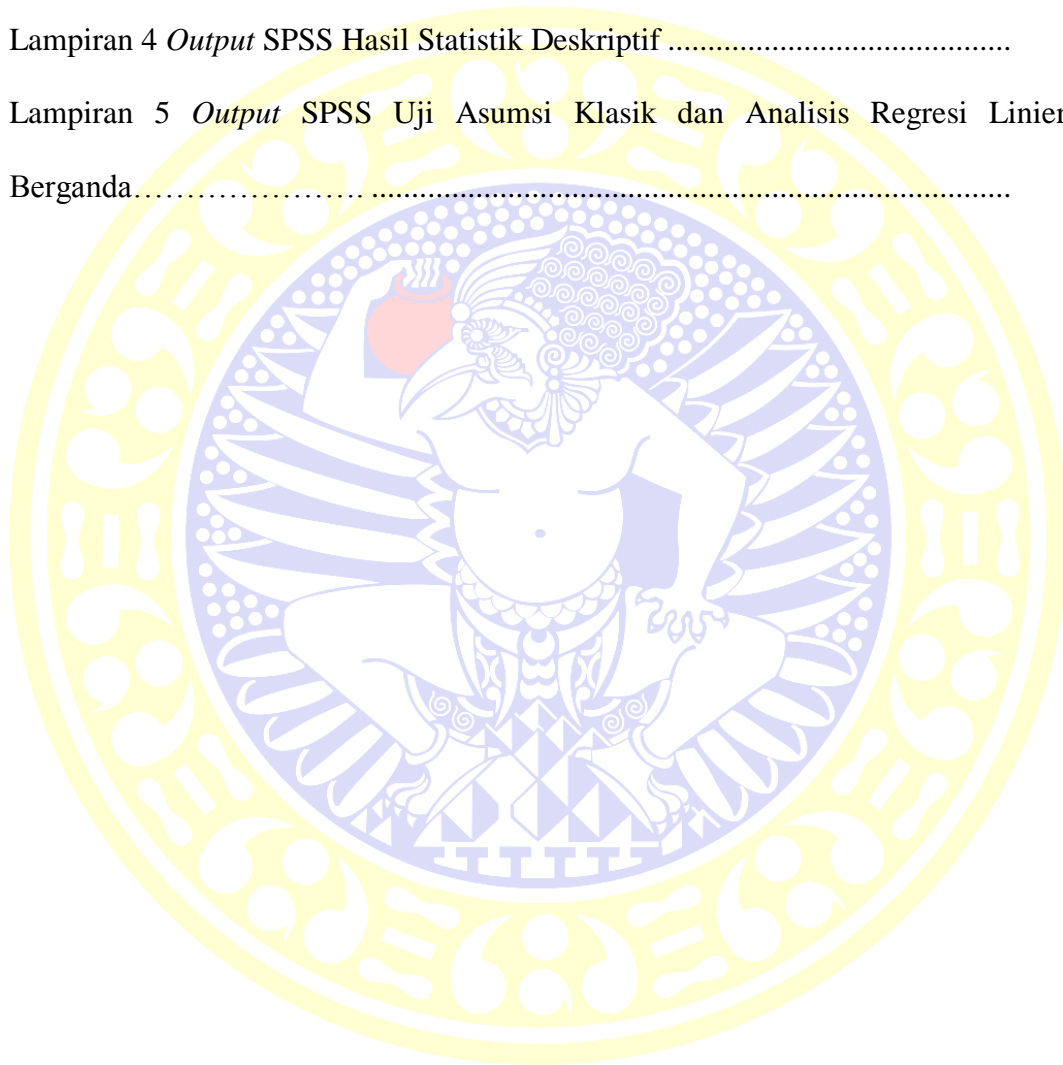 Lampiran 4 Output SPSS Hasil Statistik Deskriptif ...........................................
Lampiran 5 Output SPSS Uji Asumsi Klasik dan Analisis Regresi Linier
Berganda…………………. ................................................................................